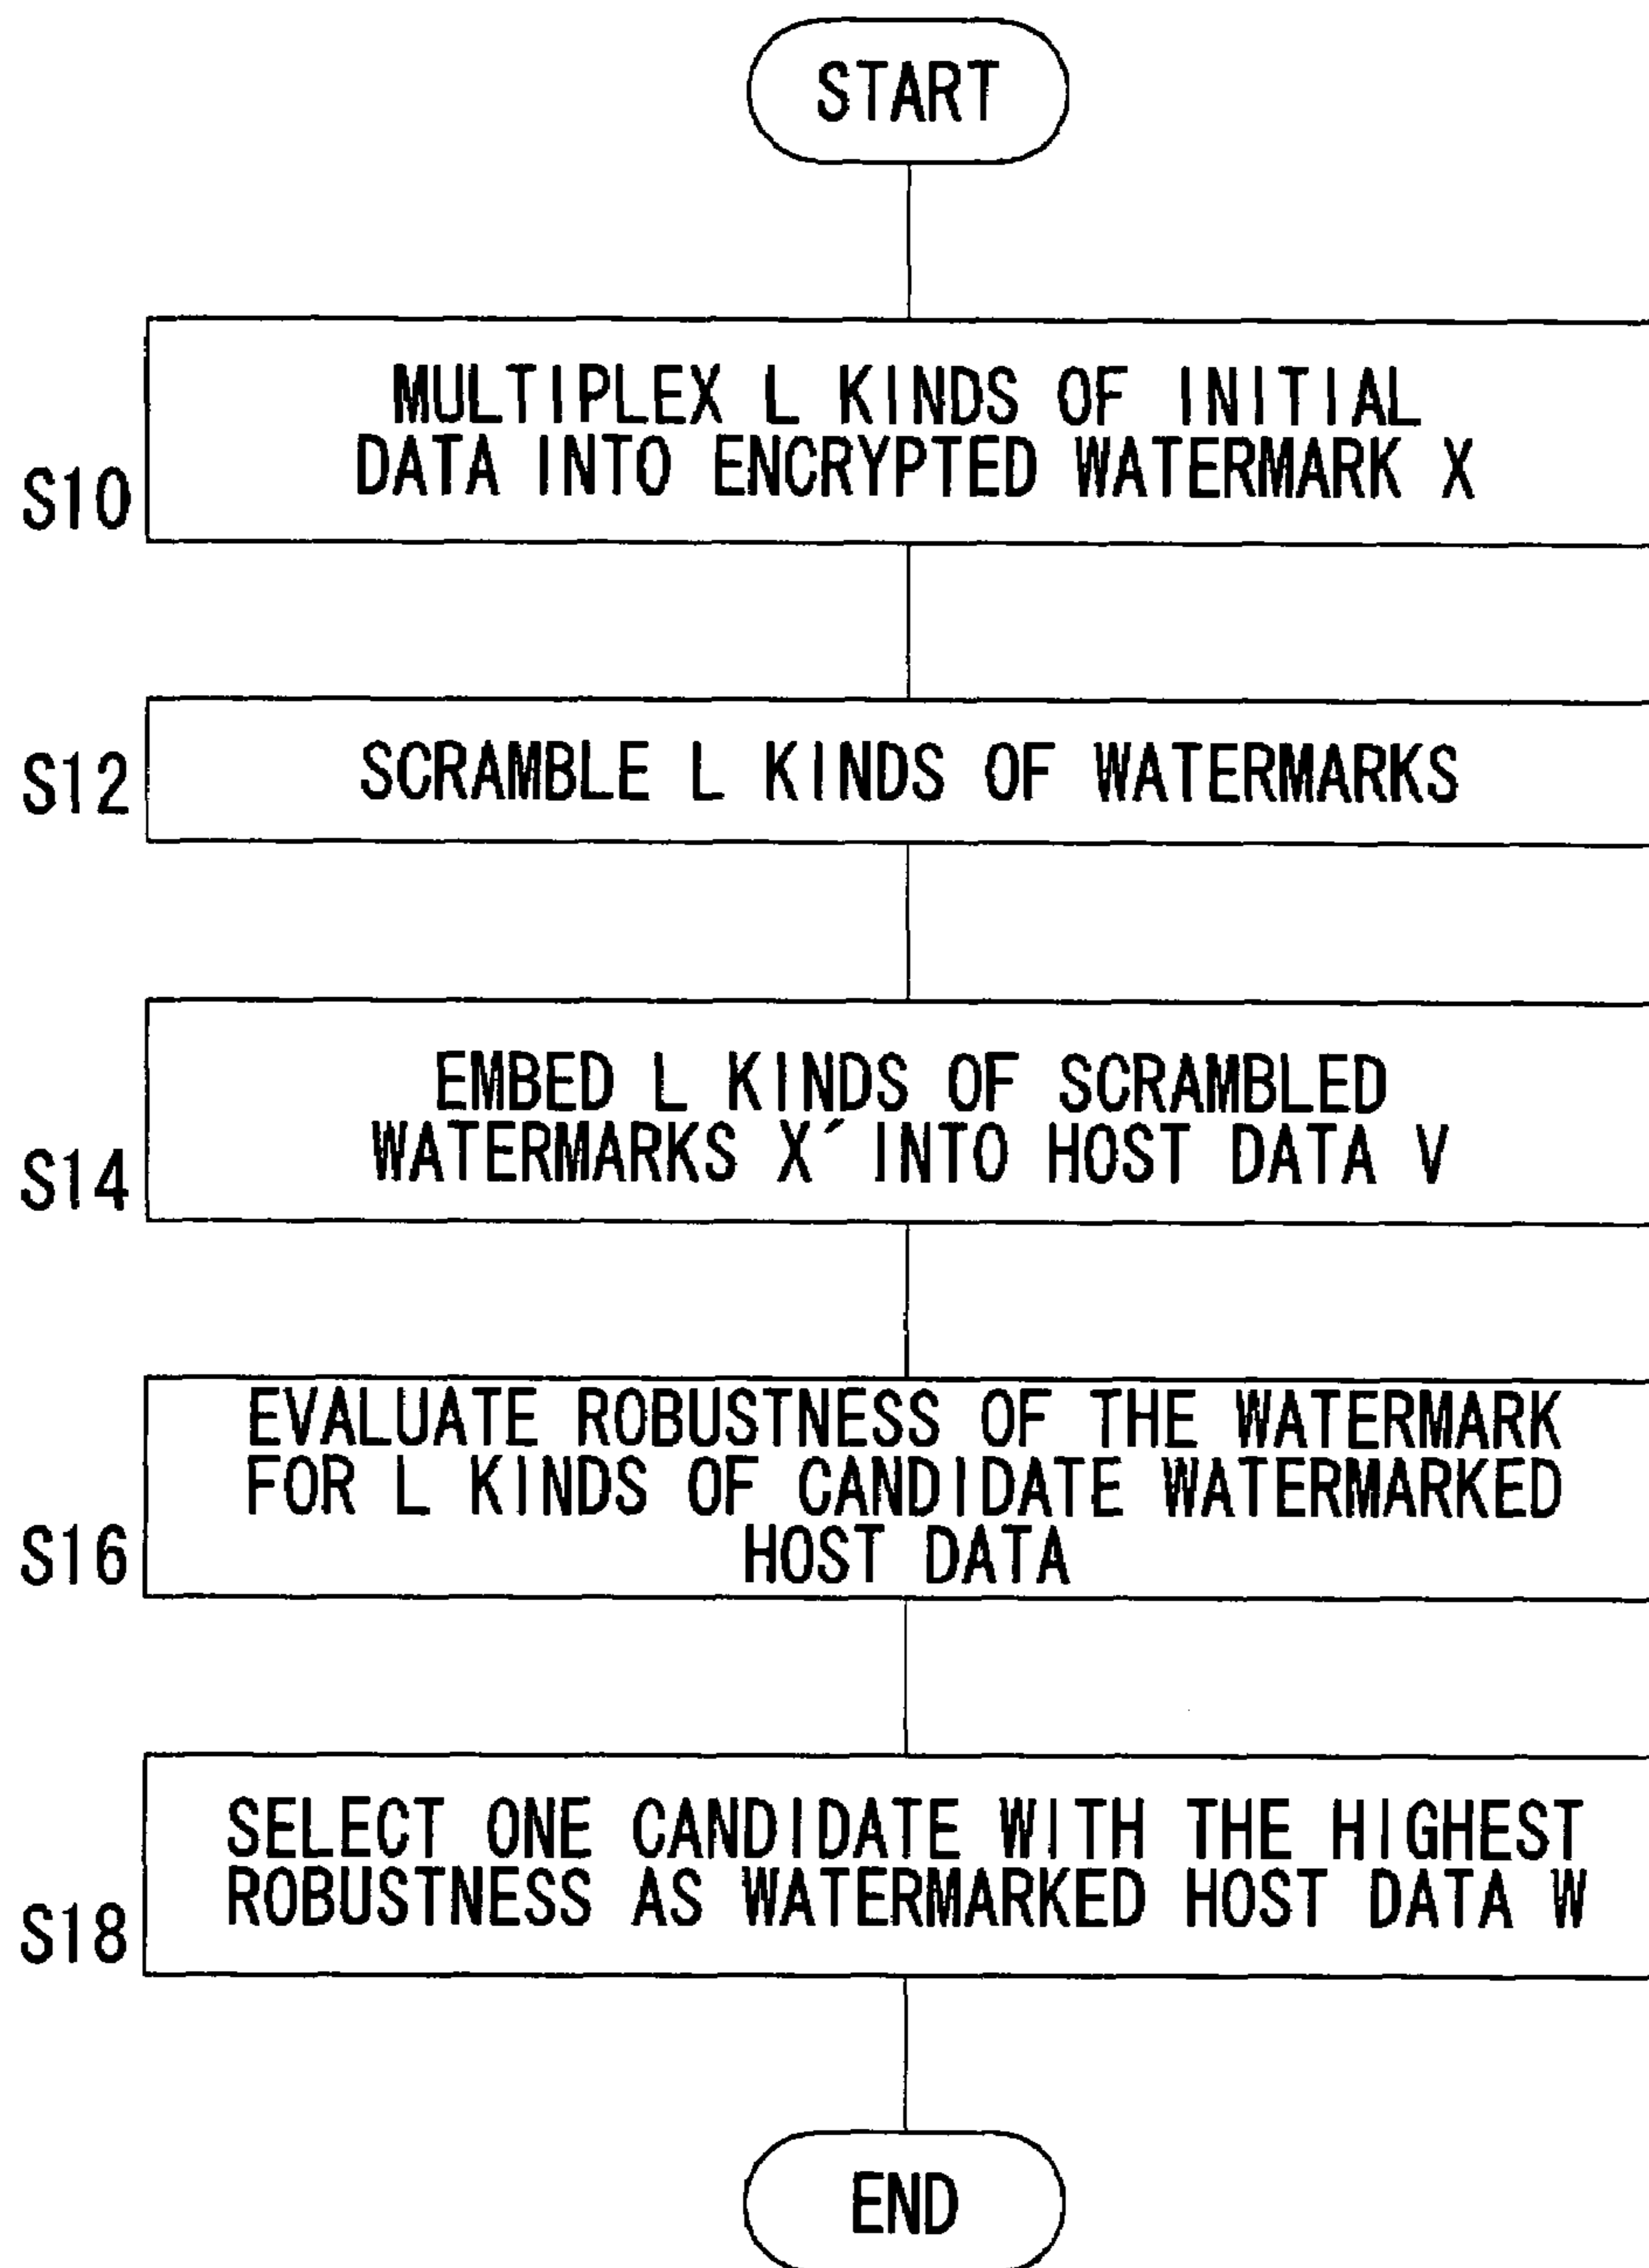 START
MULTIPLEX L KINDS OF INITIAL
DATA INTO ENCRYPTED WATERMARK X
S10
SCRAMBLE L KINDS OF WATERMARKS
S12
EMBED L KINDS OF SCRAMBLED
WATERMARKS X´ INTO HOST DATA V
S14
EVALUATE ROBUSTNESS OF THE WATERMARK
FOR L KINDS OF CANDIDATE WATERMARKED
HOST DATA
S16
SELECT ONE CANDIDATE WITH THE HIGHEST
ROBUSTNESS AS WATERMARKED HOST DATA W
S18
END